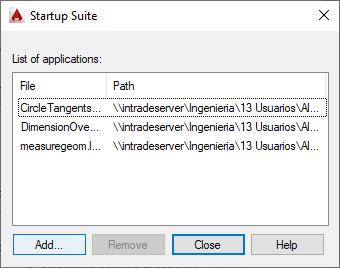 Startup Suite
List of applications:
File Path
CircleTangents... \\intradeserver\Ingenieria\13 Usuarios\Al...
DimensionOve... \\intradeserver\Ingenieria\13 Usuarios\Al...
measuregeom.l... \\intradeserver\Ingenieria\13 Usuarios\Al...
Add... Remove Close Help